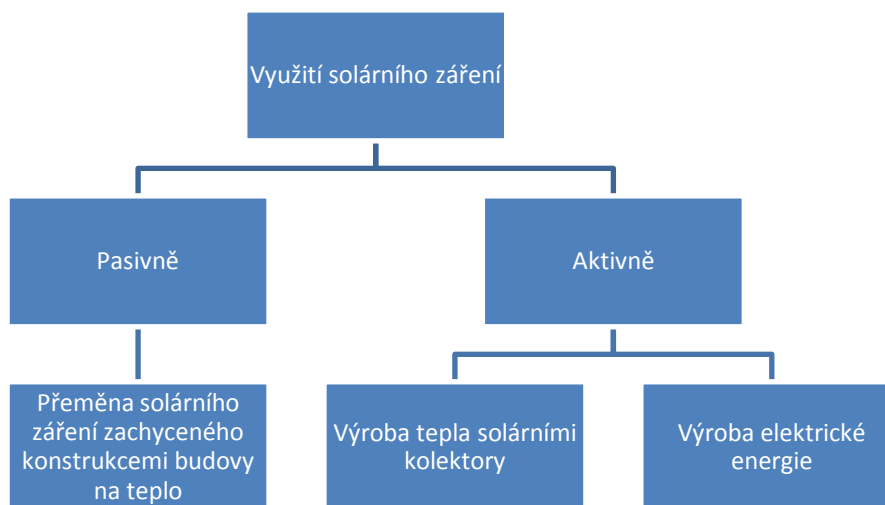 Využití solárního záření
Pasivně
Aktivně
Přeměna solárního
záření zachyceného
konstrukcemi budovy
na teplo
Výroba tepla solárními
kolektory
Výroba elektrické
energie